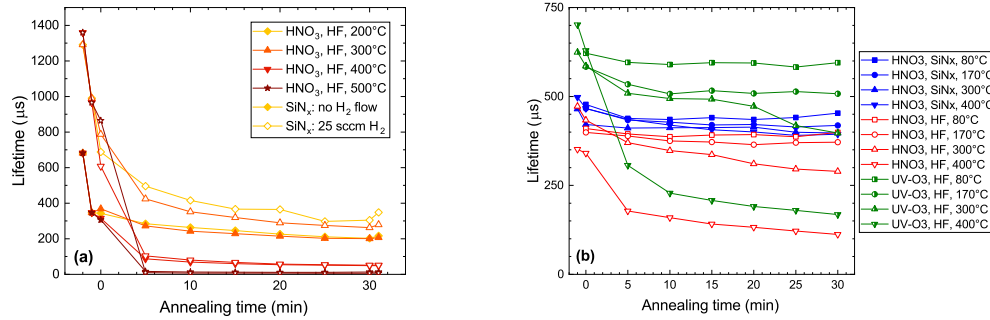 1400
1200
1000
800
600
400
200
0
Lifetime (µs)
HNO₃, HF, 200°C
HNO₃, HF, 300°C
HNO₃, HF, 400°C
HNO₃, HF, 500°C
SiNₓ: no H₂ flow
SiNₓ: 25 sccm H₂
(a)
0 10 20 30
Annealing time (min)
750
500
250
0
Lifetime (µs)
(b)
0 5 10 15 20 25 30
Annealing time (min)
HNO3, SiNx, 80°C
HNO3, SiNx, 170°C
HNO3, SiNx, 300°C
HNO3, SiNx, 400°C
HNO3, HF, 80°C
HNO3, HF, 170°C
HNO3, HF, 300°C
HNO3, HF, 400°C
UV-O3, HF, 80°C
UV-O3, HF, 170°C
UV-O3, HF, 300°C
UV-O3, HF, 400°C